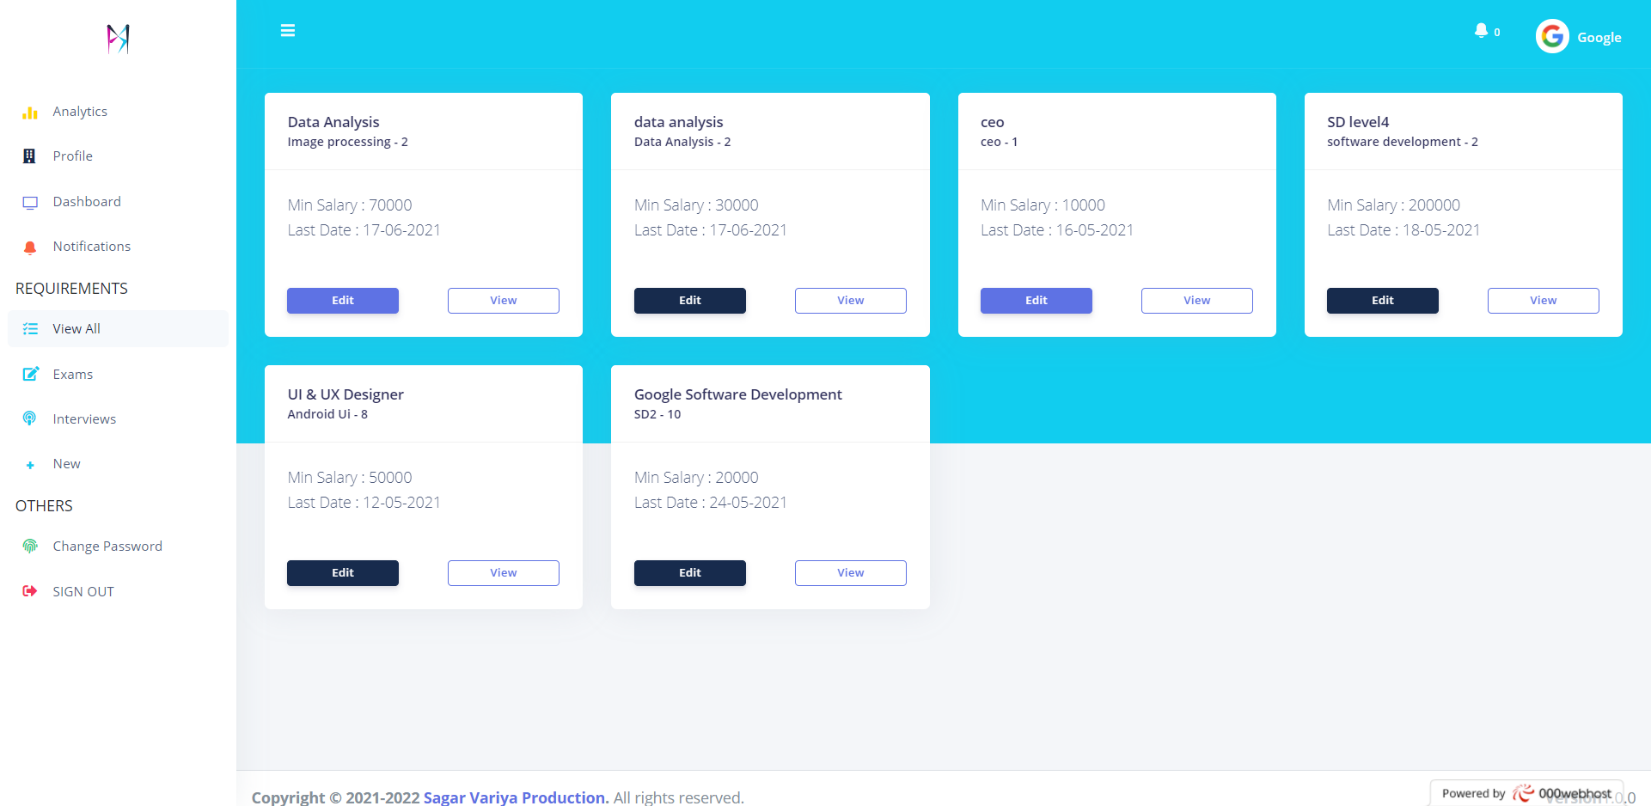 0
Google
Analytics
Profile
Dashboard
Notifications
REQUIREMENTS
View All
Exams
Interviews
New
OTHERS
Change Password
SIGN OUT
Data Analysis
Image processing - 2
Min Salary : 70000
Last Date : 17-06-2021
Edit
View
data analysis
Data Analysis - 2
Min Salary : 30000
Last Date : 17-06-2021
Edit
View
ceo
ceo - 1
Min Salary : 10000
Last Date : 16-05-2021
Edit
View
SD level4
software development - 2
Min Salary : 200000
Last Date : 18-05-2021
Edit
View
UI & UX Designer
Android Ui - 8
Min Salary : 50000
Last Date : 12-05-2021
Edit
View
Google Software Development
SD2 - 10
Min Salary : 20000
Last Date : 24-05-2021
Edit
View
Copyright © 2021-2022 Sagar Variya Production. All rights reserved.
Powered by 000webhost